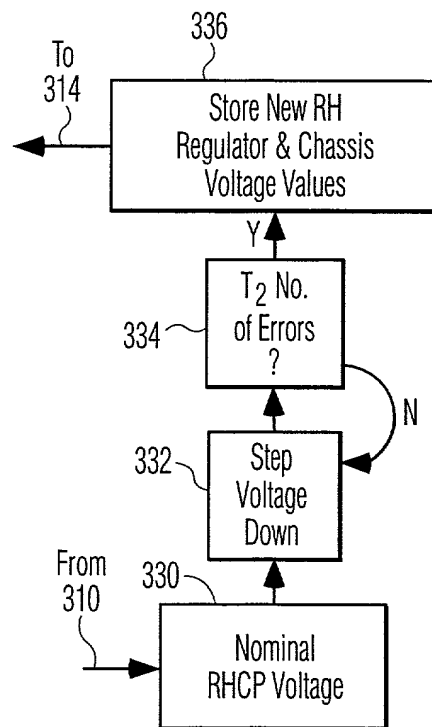 336
To
314
Store New RH
Regulator & Chassis
Voltage Values
Y
334
T2 No.
of Errors
?
N
332
Step
Voltage
Down
From
310
330
Nominal
RHCP Voltage